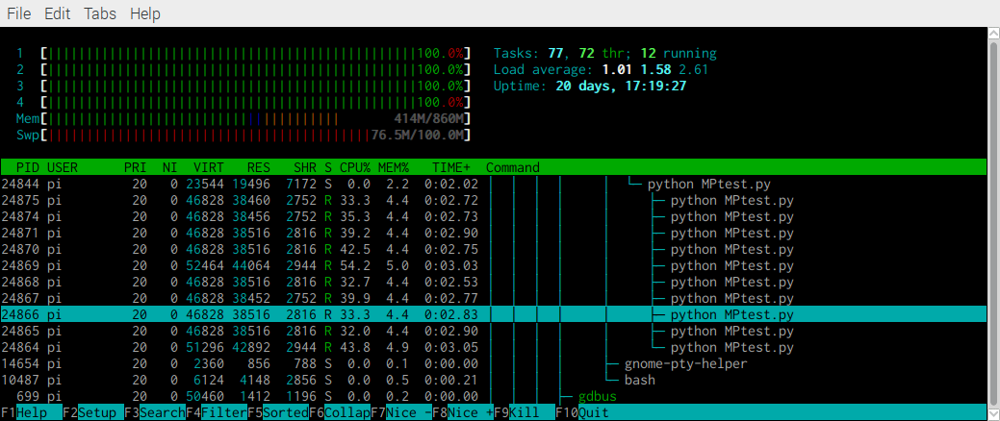 File Edit Tabs Help
1 [||||||||||||||||||||||||||||||||||||||||||||||||100.0%] Tasks: 77, 72 thr; 12 running
2 [||||||||||||||||||||||||||||||||||||||||||||||||100.0%] Load average: 1.01 1.58 2.61
3 [||||||||||||||||||||||||||||||||||||||||||||||||100.0%] Uptime: 20 days, 17:19:27
4 [||||||||||||||||||||||||||||||||||||||||||||||||100.0%]
Mem[|||||||||||||||||||||||||||||||||||||| 414M/860M]
Swp[||||||||||||||||||||||||||||||||||||||||||76.5M/100.0M]
PID USER PRI NI VIRT RES SHR S CPU% MEM% TIME+ Command
24844 pi 20 0 23544 19496 7172 S 0.0 2.2 0:02.02 │ │ │ │ │ └─ python MPtest.py
24875 pi 20 0 46828 38460 2752 R 33.3 4.4 0:02.72 │ │ │ │ │ ├─ python MPtest.py
24874 pi 20 0 46828 38456 2752 R 35.3 4.4 0:02.73 │ │ │ │ │ ├─ python MPtest.py
24871 pi 20 0 46828 38516 2816 R 39.2 4.4 0:02.90 │ │ │ │ │ ├─ python MPtest.py
24870 pi 20 0 46828 38516 2816 R 42.5 4.4 0:02.75 │ │ │ │ │ ├─ python MPtest.py
24869 pi 20 0 52464 44064 2944 R 54.2 5.0 0:03.03 │ │ │ │ │ ├─ python MPtest.py
24868 pi 20 0 46828 38516 2816 R 32.7 4.4 0:02.53 │ │ │ │ │ ├─ python MPtest.py
24867 pi 20 0 46828 38452 2752 R 39.9 4.4 0:02.77 │ │ │ │ │ ├─ python MPtest.py
24866 pi 20 0 46828 38516 2816 R 33.3 4.4 0:02.83 │ │ │ │ │ ├─ python MPtest.py
24865 pi 20 0 46828 38516 2816 R 32.0 4.4 0:02.90 │ │ │ │ │ ├─ python MPtest.py
24864 pi 20 0 51296 42892 2944 R 43.8 4.9 0:03.05 │ │ │ │ │ └─ python MPtest.py
14654 pi 20 0 2360 856 788 S 0.0 0.1 0:00.00 │ │ │ │ ├─ gnome-pty-helper
10487 pi 20 0 6124 4148 2856 S 0.0 0.5 0:00.21 │ │ │ │ └─ bash
699 pi 20 0 50460 1412 1196 S 0.0 0.2 0:00.00 │ │ │ ├─ gdbus
F1Help F2Setup F3SearchF4FilterF5SortedF6CollapF7Nice -F8Nice +F9Kill F10Quit